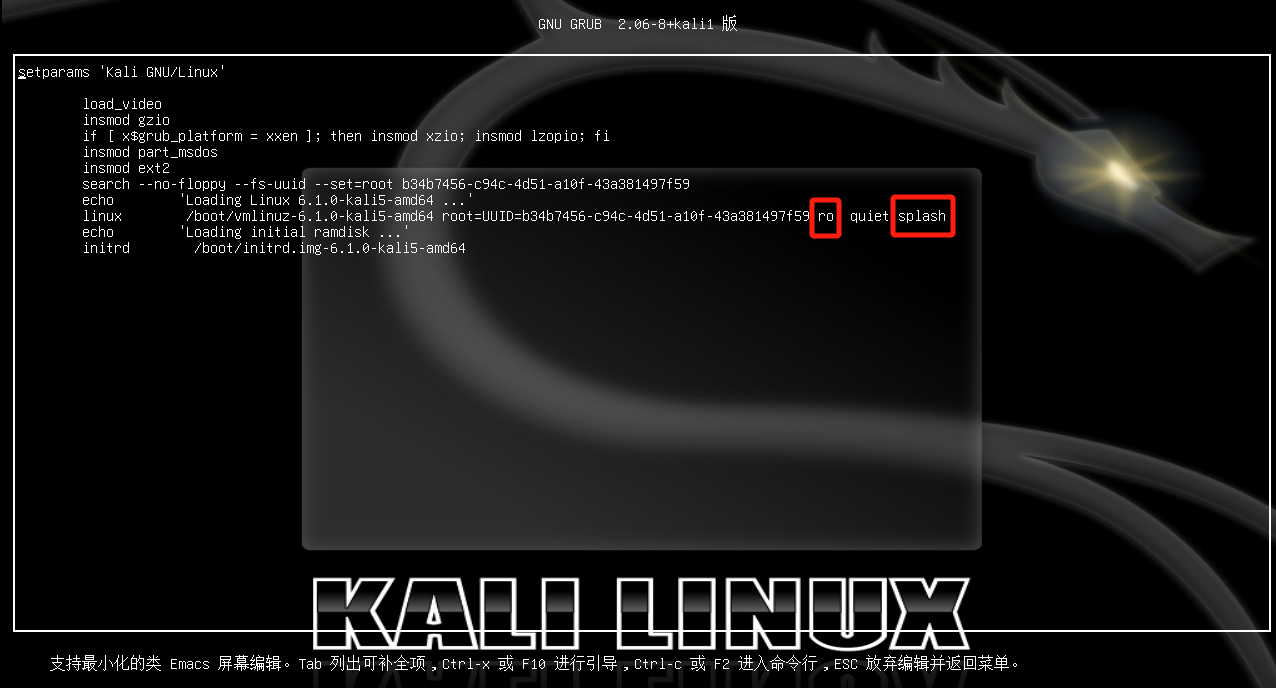 GNU GRUB  2.06-8+kali1 版
setparams 'Kali GNU/Linux'
load_video
insmod gzio
if [ x$grub_platform = xxen ]; then insmod xzio; insmod lzopio; fi
insmod part_msdos
insmod ext2
search --no-floppy --fs-uuid --set=root b34b7456-c94c-4d51-a10f-43a381497f59
echo        'Loading Linux 6.1.0-kali5-amd64 ...'
linux        /boot/vmlinuz-6.1.0-kali5-amd64 root=UUID=b34b7456-c94c-4d51-a10f-43a381497f59 ro  quiet splash
echo        'Loading initial ramdisk ...'
initrd        /boot/initrd.img-6.1.0-kali5-amd64
KALI LINUX
支持最小化的类 Emacs 屏幕编辑。Tab 列出可补全项，Ctrl-x 或 F10 进行引导，Ctrl-c 或 F2 进入命令行，ESC 放弃编辑并返回菜单。